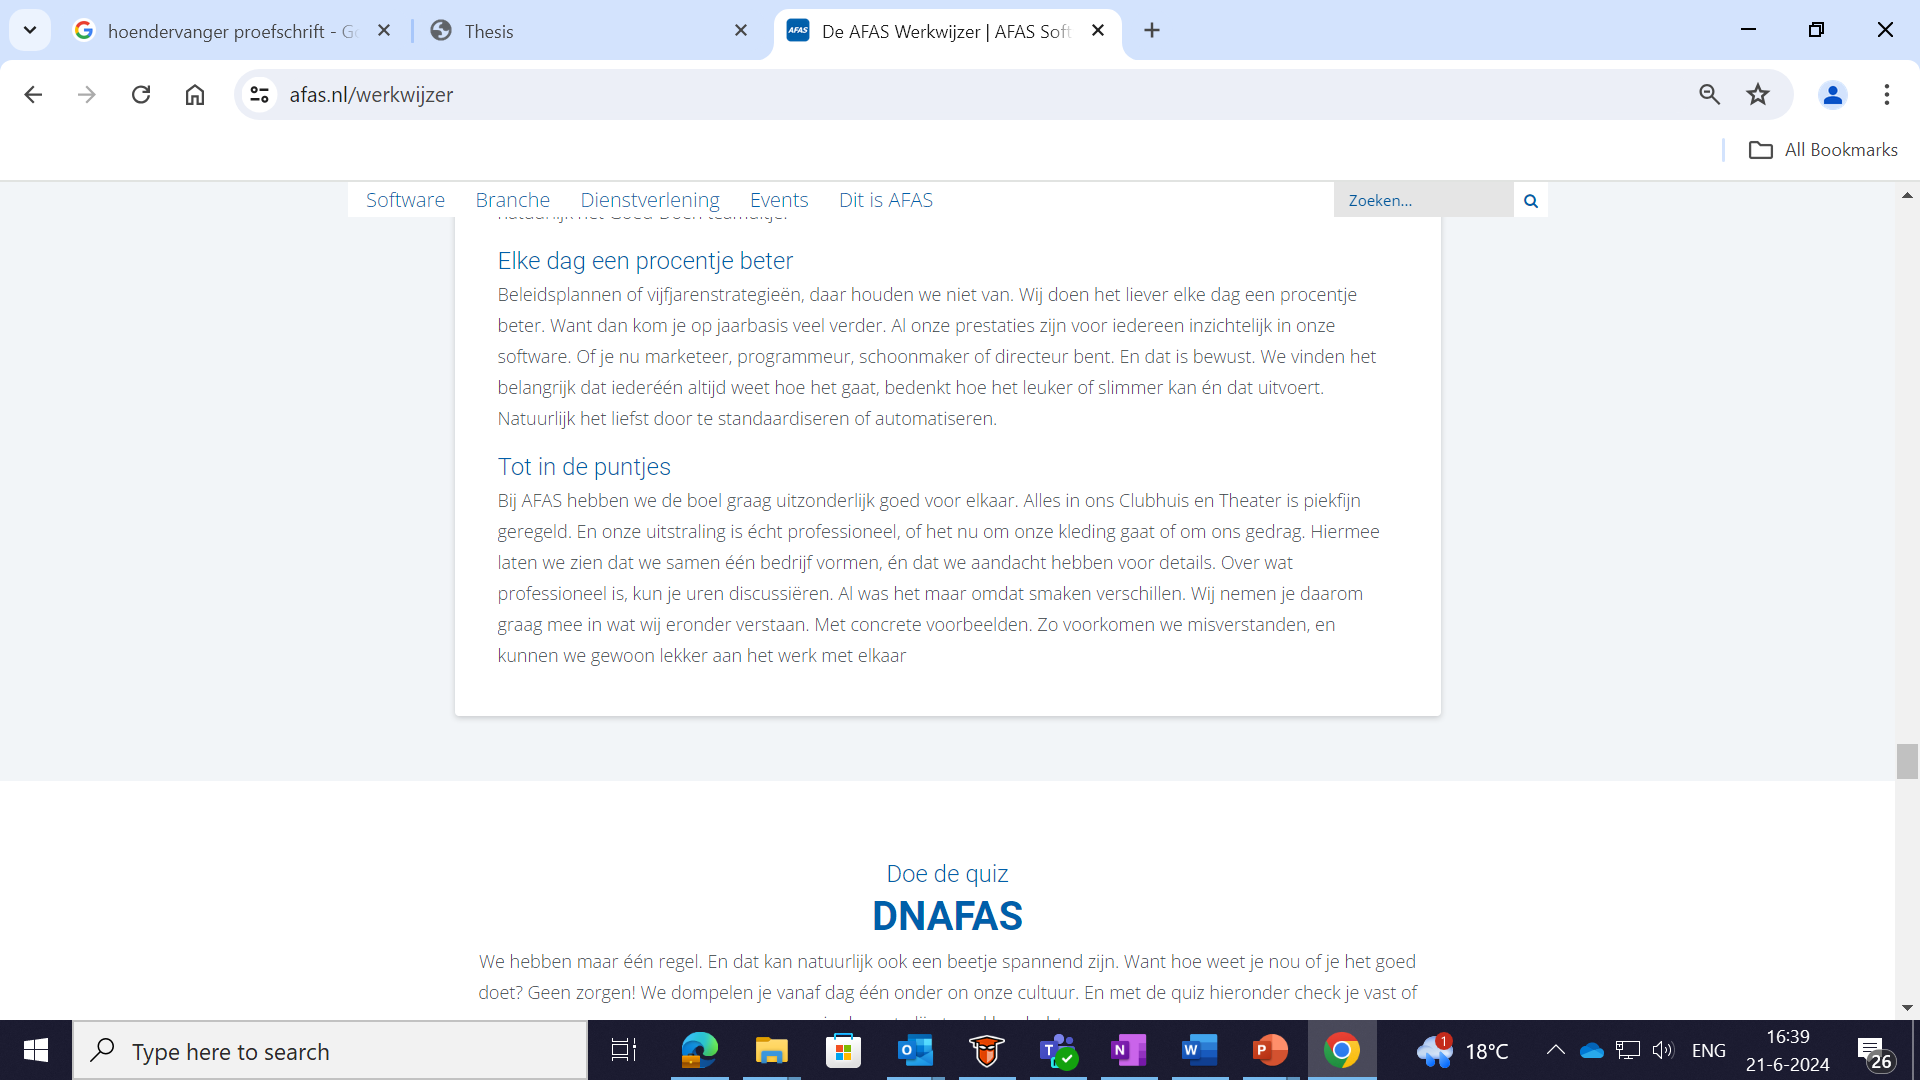 hoendervanger proefschrift - Go
Thesis
De AFAS Werkwijzer | AFAS Soft
afas.nl/werkwijzer
All Bookmarks
Software Branche Dienstverlening Events Dit is AFAS Zoeken...
natuurlijk het Goed Doen teamuitje.
Elke dag een procentje beter
Beleidsplannen of vijfjarenstrategieën, daar houden we niet van. Wij doen het liever elke dag een procentje
beter. Want dan kom je op jaarbasis veel verder. Al onze prestaties zijn voor iedereen inzichtelijk in onze
software. Of je nu marketeer, programmeur, schoonmaker of directeur bent. En dat is bewust. We vinden het
belangrijk dat iederéén altijd weet hoe het gaat, bedenkt hoe het leuker of slimmer kan én dat uitvoert.
Natuurlijk het liefst door te standaardiseren of automatiseren.
Tot in de puntjes
Bij AFAS hebben we de boel graag uitzonderlijk goed voor elkaar. Alles in ons Clubhuis en Theater is piekfijn
geregeld. En onze uitstraling is écht professioneel, of het nu om onze kleding gaat of om ons gedrag. Hiermee
laten we zien dat we samen één bedrijf vormen, én dat we aandacht hebben voor details. Over wat
professioneel is, kun je uren discussiëren. Al was het maar omdat smaken verschillen. Wij nemen je daarom
graag mee in wat wij eronder verstaan. Met concrete voorbeelden. Zo voorkomen we misverstanden, en
kunnen we gewoon lekker aan het werk met elkaar
Doe de quiz
DNAFAS
We hebben maar één regel. En dat kan natuurlijk ook een beetje spannend zijn. Want hoe weet je nou of je het goed
doet? Geen zorgen! We dompelen je vanaf dag één onder on onze cultuur. En met de quiz hieronder check je vast of
Type here to search
1 18°C ENG 16:39
21-6-2024 26